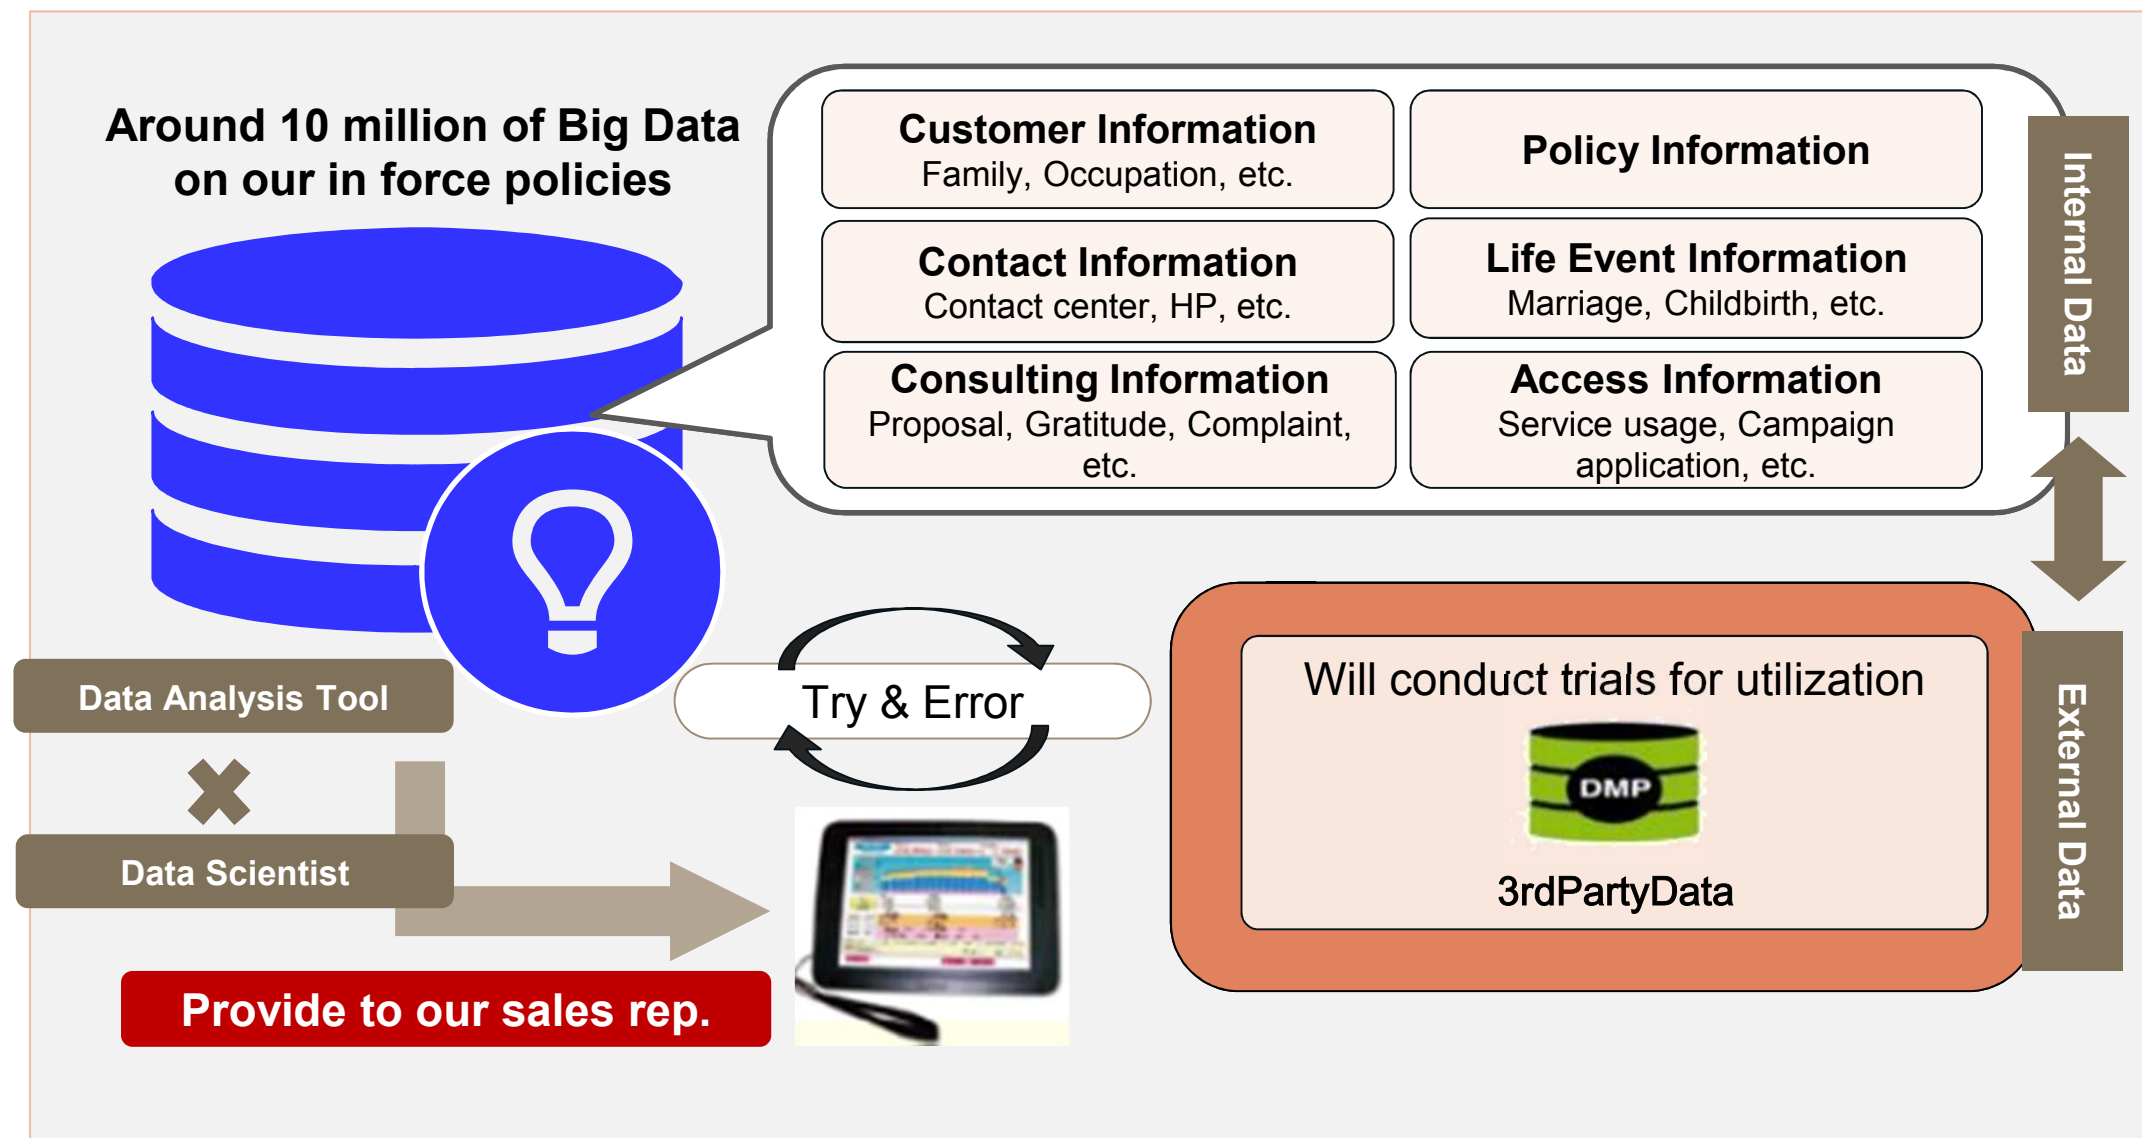 Around 10 million of Big Data
on our in force policies
Customer Information
Family, Occupation, etc.
Policy Information
Contact Information
Contact center, HP, etc.
Life Event Information
Marriage, Childbirth, etc.
Consulting Information
Proposal, Gratitude, Complaint,
etc.
Access Information
Service usage, Campaign
application, etc.
Internal Data
Data Analysis Tool
Data Scientist
Try & Error
Provide to our sales rep.
Will conduct trials for utilization
DMP
3rdPartyData
External Data